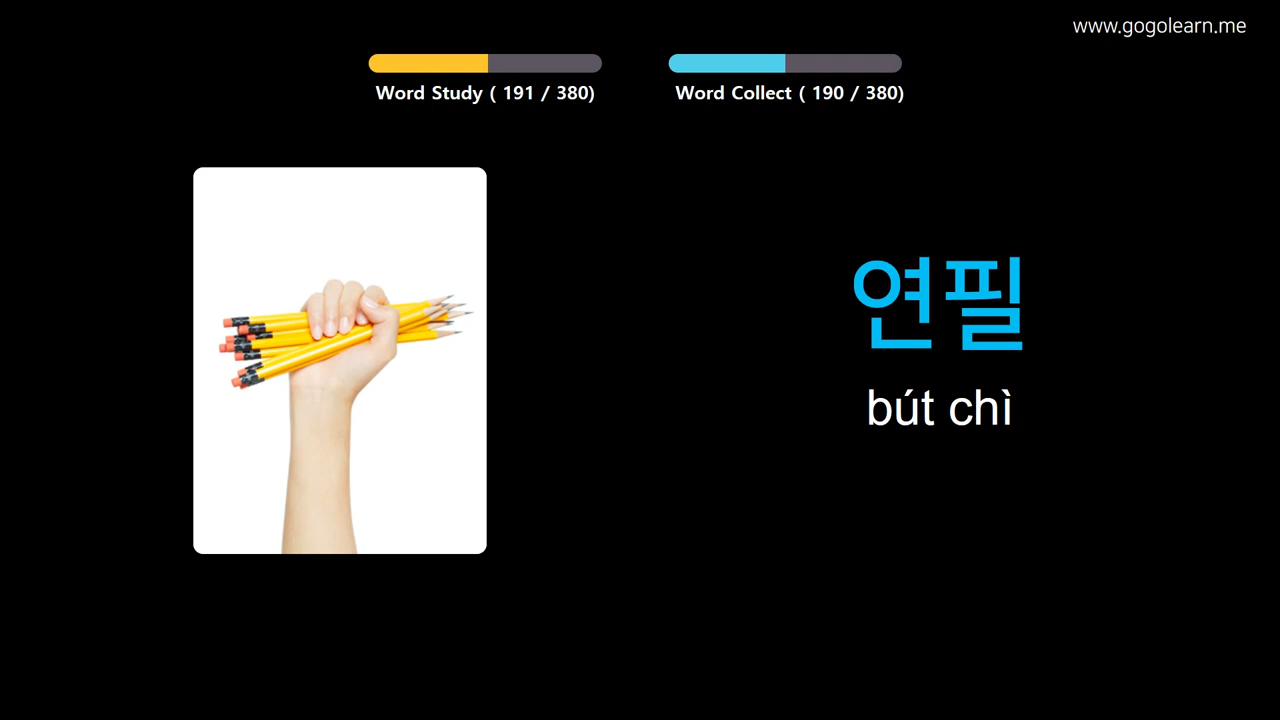 www.gogolearn.me
Word Study ( 191 / 380)
Word Collect ( 190 / 380)
연필
bút chì